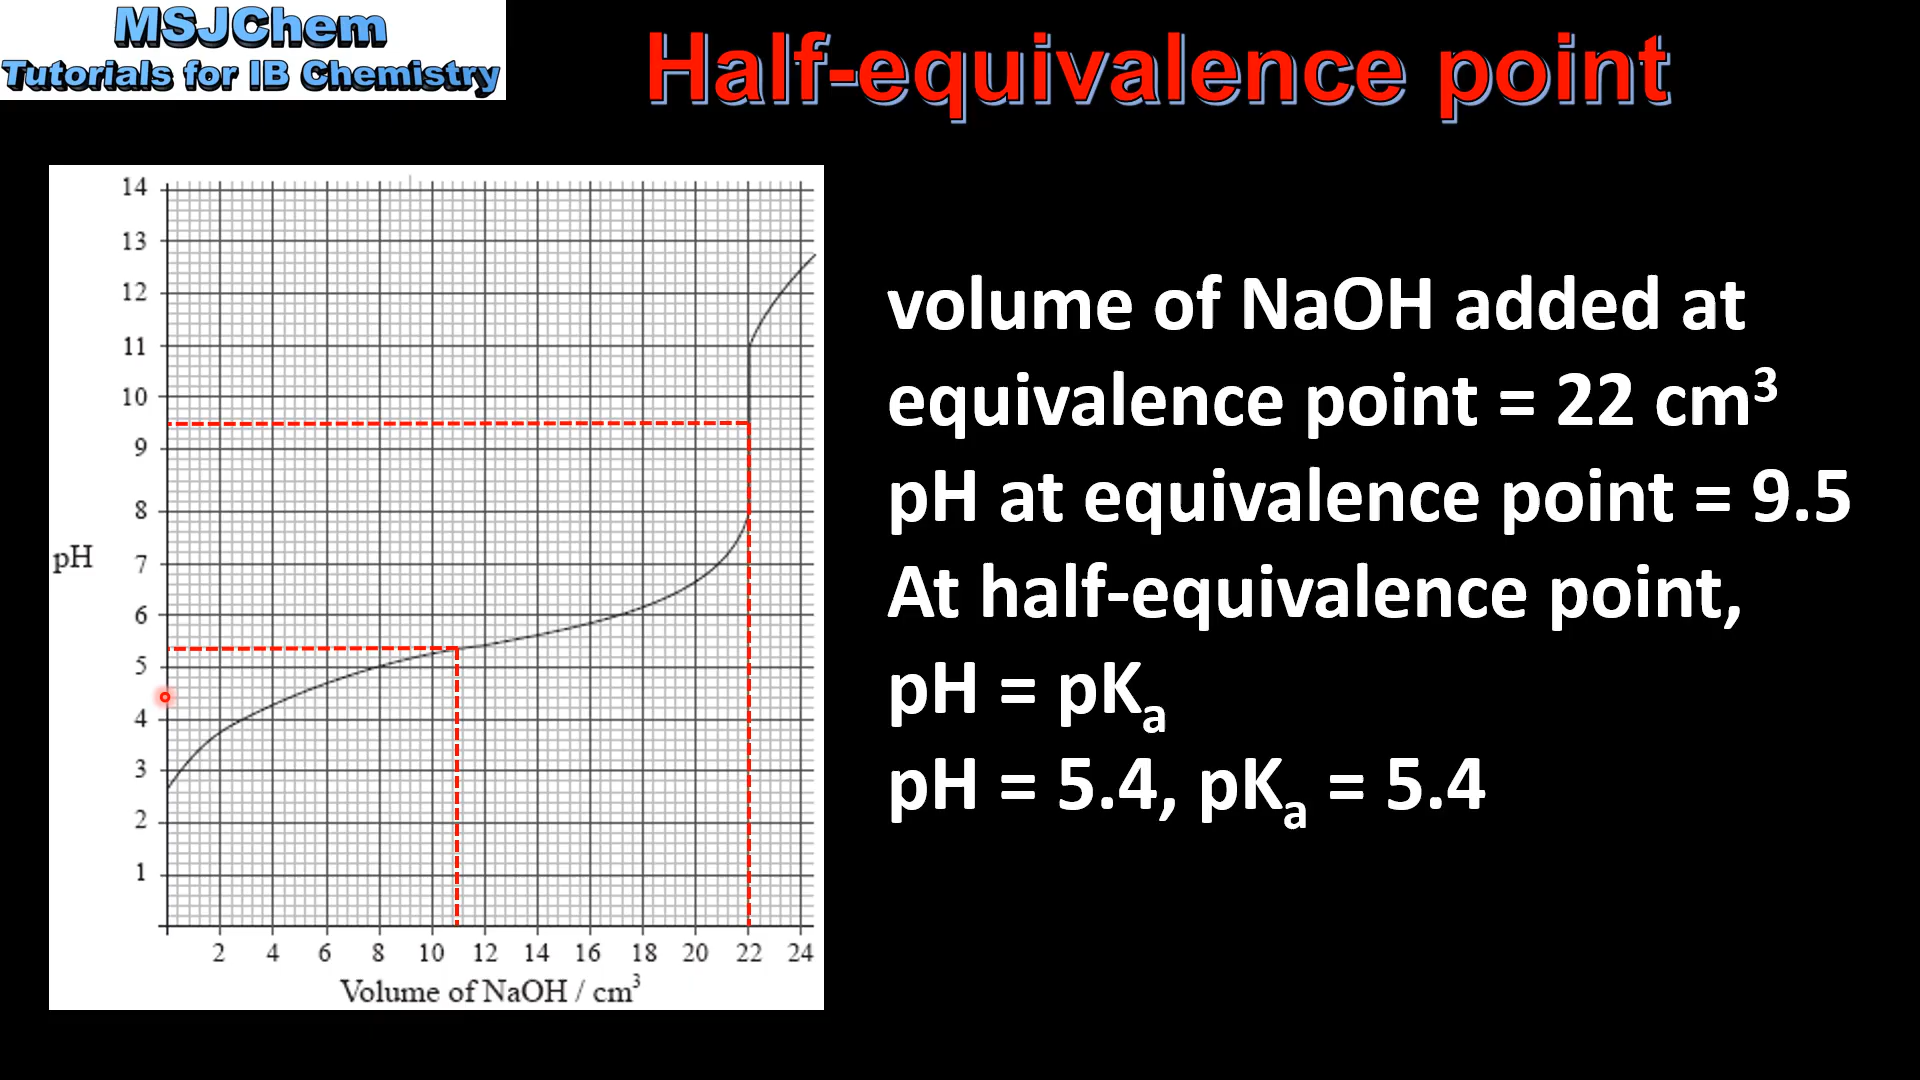 MSJChem
Tutorials for IB Chemistry
Half-equivalence point
14
13
12
11
10
9
8
7
6
5
4
3
2
1
pH
2 4 6 8 10 12 14 16 18 20 22 24
Volume of NaOH / cm³
volume of NaOH added at
equivalence point = 22 cm³
pH at equivalence point = 9.5
At half-equivalence point,
pH = pKₐ
pH = 5.4, pKₐ = 5.4